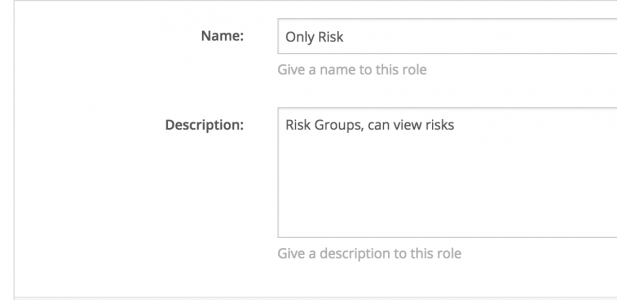 Name:
Only Risk
Give a name to this role
Description:
Risk Groups, can view risks
Give a description to this role